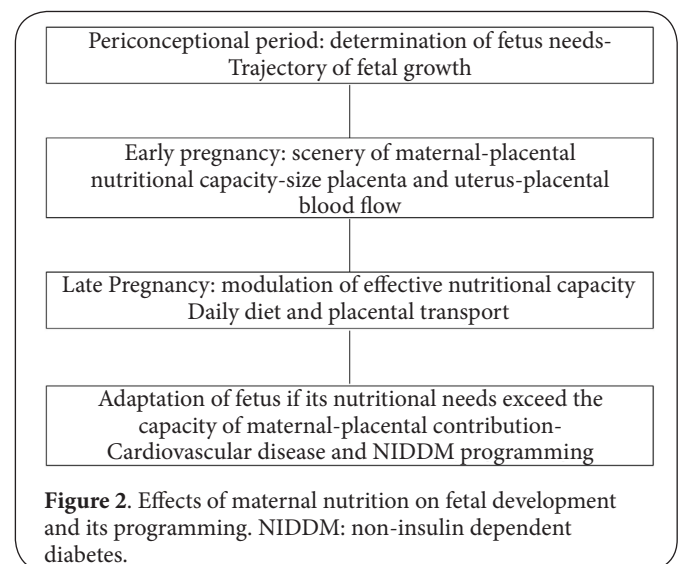 Periconceptional period: determination of fetus needs-
Trajectory of fetal growth
Early pregnancy: scenery of maternal-placental
nutritional capacity-size placenta and uterus-placental
blood flow
Late Pregnancy: modulation of effective nutritional capacity
Daily diet and placental transport
Adaptation of fetus if its nutritional needs exceed the
capacity of maternal-placental contribution-
Cardiovascular disease and NIDDM programming
Figure 2. Effects of maternal nutrition on fetal development
and its programming. NIDDM: non-insulin dependent
diabetes.